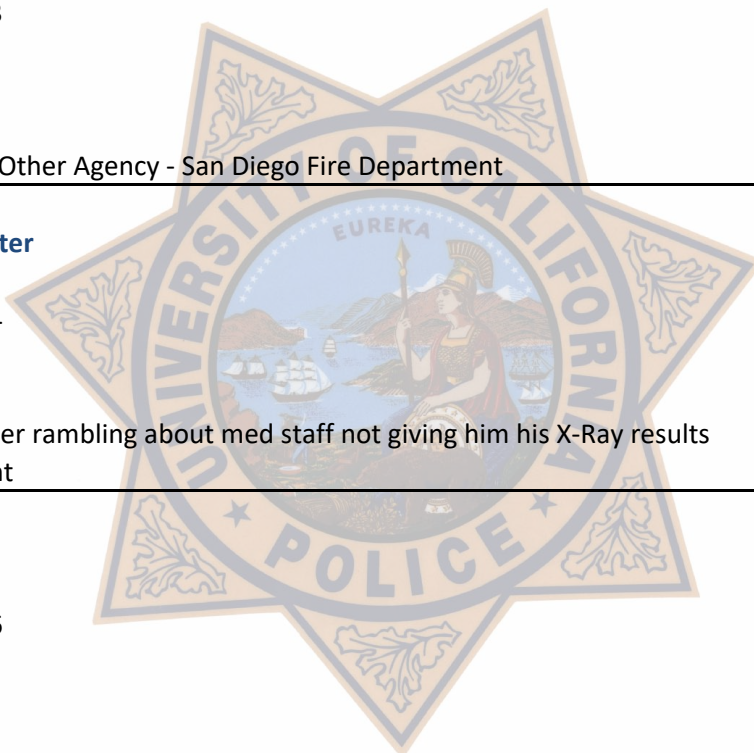 Other Agency - San Diego Fire Department
ter
er rambling about med staff not giving him his X-Ray results
UNIVERSITY OF CALIFORNIA
EUREKA
POLICE